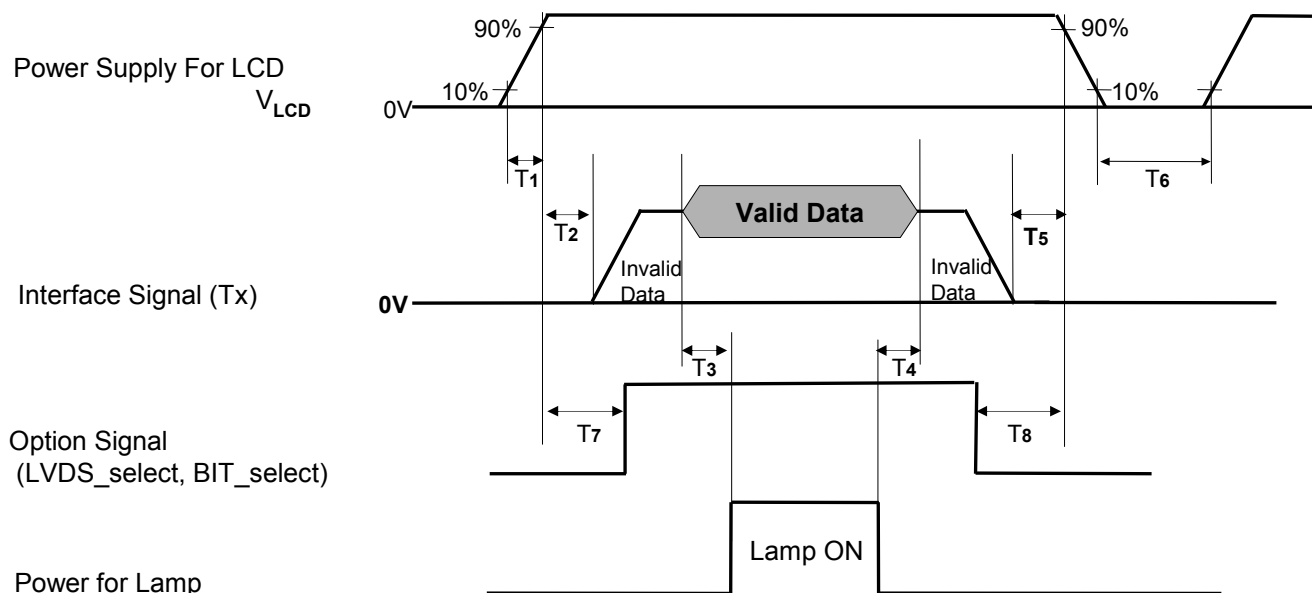 90%
90%
Power Supply For LCD
VLCD
10%
10%
0V
T1
T6
T2
Valid Data
T5
Invalid
Data
Invalid
Data
Interface Signal (Tx)
0V
T3
T4
T7
T8
Option Signal
(LVDS_select, BIT_select)
Lamp ON
Power for Lamp